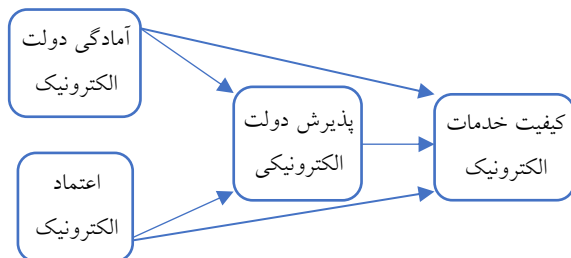 آمادگی دولت
الکترونیک
پذیرش دولت
الکترونیکی
کیفیت خدمات
الکترونیک
اعتماد
الکترونیک